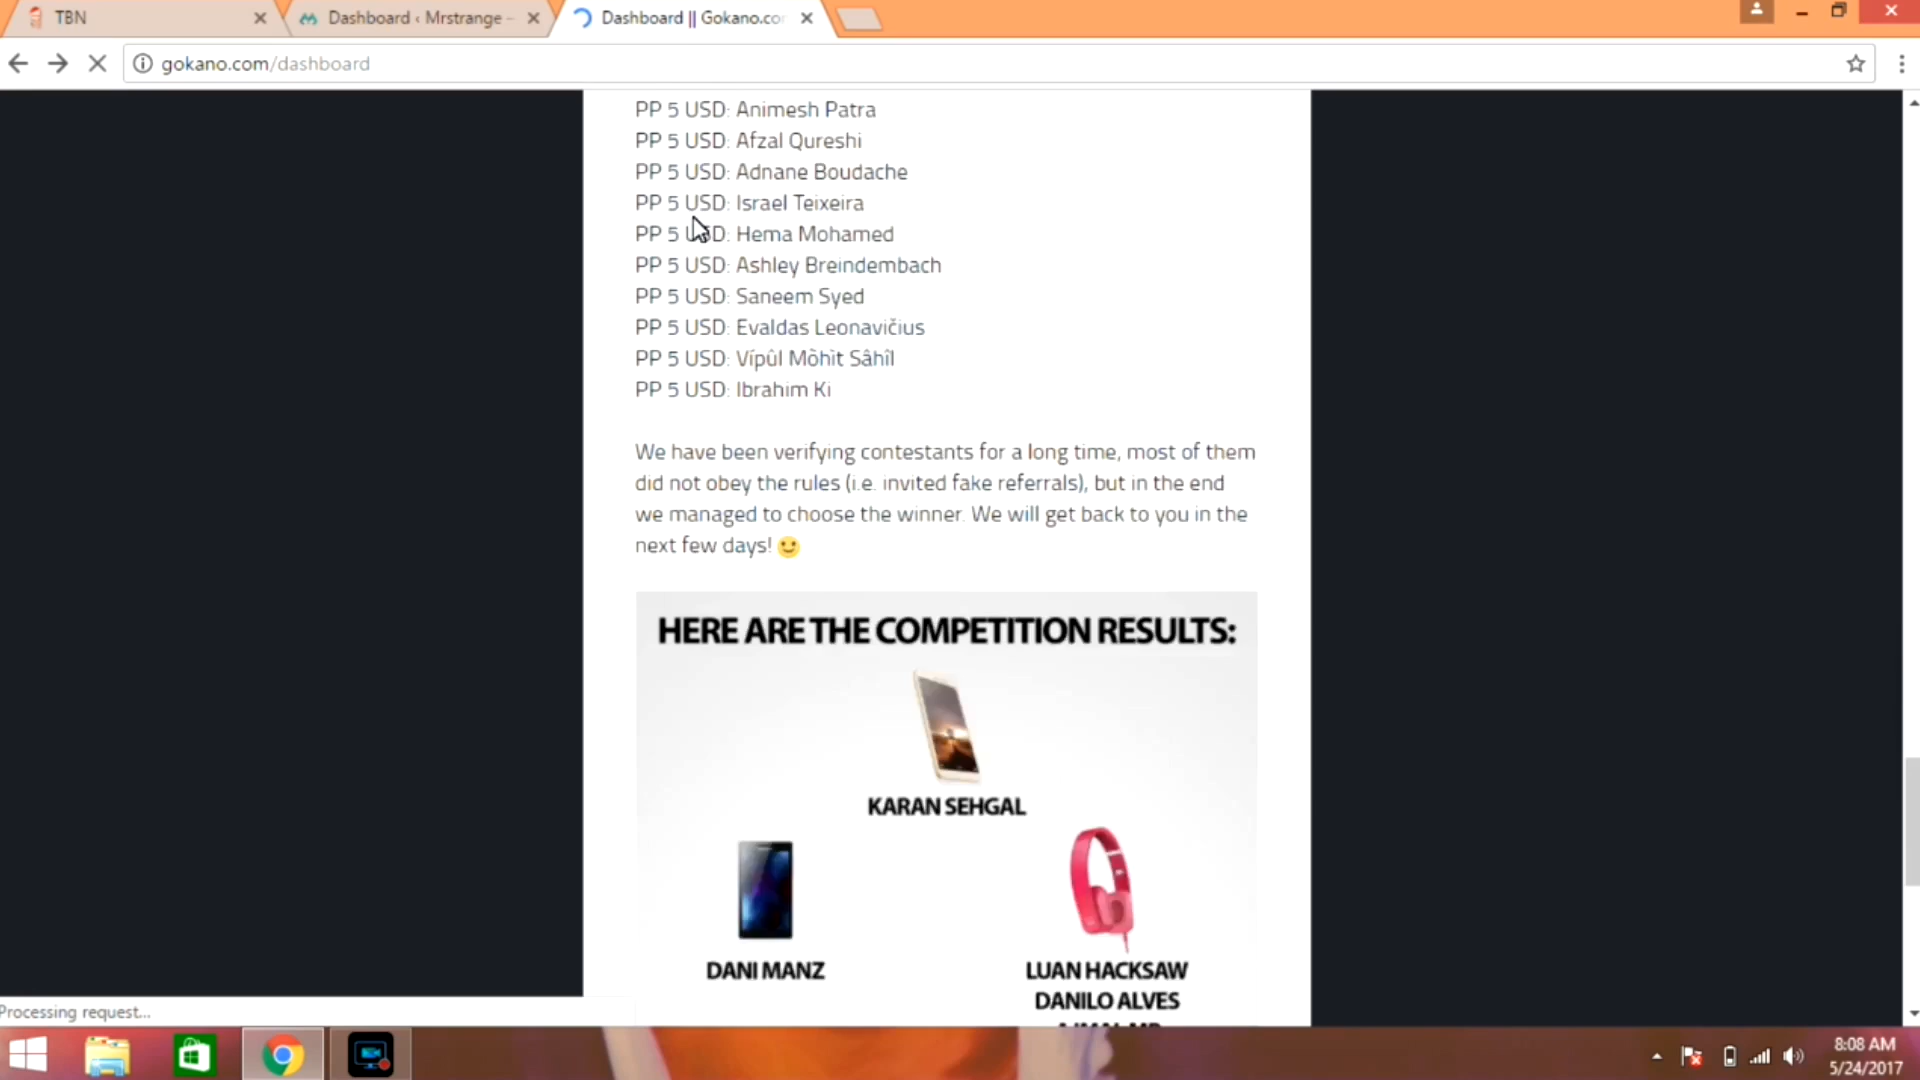 TBN
Dashboard ‹ Mrstrange –
Dashboard || Gokano.co
gokano.com/dashboard
PP 5 USD: Animesh Patra
PP 5 USD: Afzal Qureshi
PP 5 USD: Adnane Boudache
PP 5 USD: Israel Teixeira
PP 5 USD: Hema Mohamed
PP 5 USD: Ashley Breindembach
PP 5 USD: Saneem Syed
PP 5 USD: Evaldas Leonavičius
PP 5 USD: Vípûl Mòhìt Sâhîl
PP 5 USD: Ibrahim Ki
We have been verifying contestants for a long time, most of them
did not obey the rules (i.e. invited fake referrals), but in the end
we managed to choose the winner. We will get back to you in the
next few days!
HERE ARE THE COMPETITION RESULTS:
KARAN SEHGAL
DANI MANZ
LUAN HACKSAW
DANILO ALVES
Processing request...
8:08 AM
5/24/2017